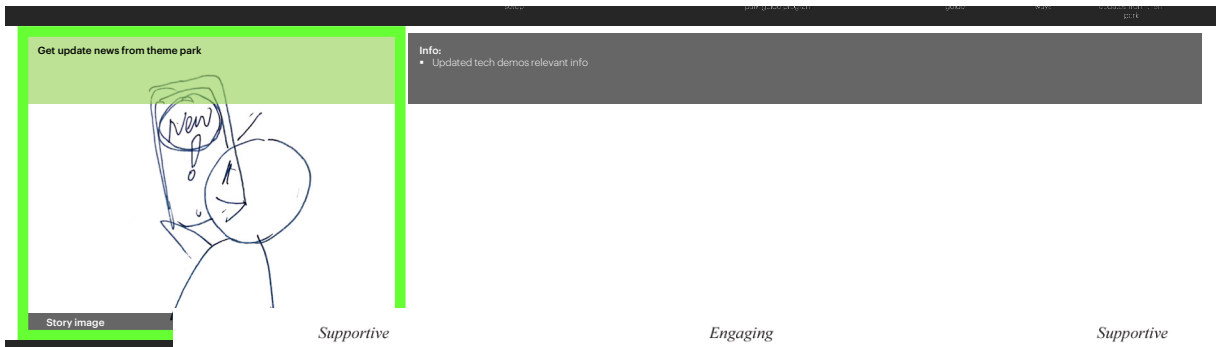 Get update news from theme park
Info:
▪ Updated tech demos relevant info
New
!
Story image
Supportive
Engaging
Supportive